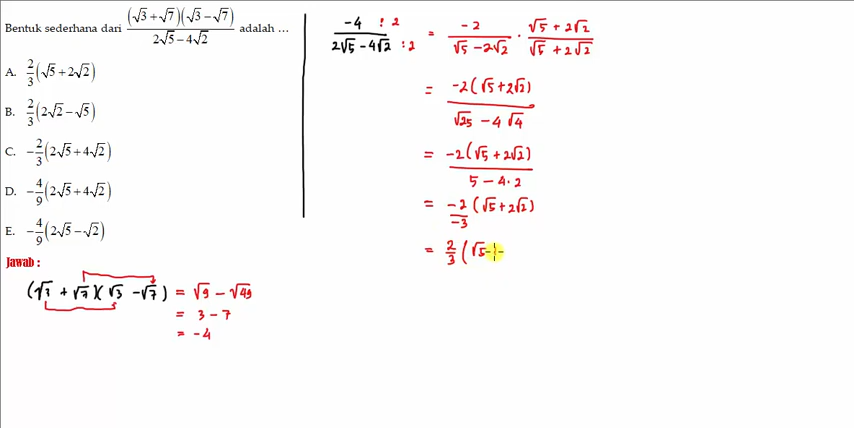 Bentuk sederhana dari (√3 + √7)(√3 − √7) / (2√5 − 4√2) adalah ...
A. 2/3 (√5 + 2√2)
B. 2/3 (2√2 − √5)
C. −2/3 (2√5 + 4√2)
D. −4/9 (2√5 + 4√2)
E. −4/9 (2√5 − √2)
Jawab :
(√3 + √7)(√3 − √7) = √9 − √49
= 3 − 7
= −4
−4 / (2√5 − 4√2) : 2 : 2 = −2 / (√5 − 2√2) · (√5 + 2√2) / (√5 + 2√2)
= −2(√5 + 2√2) / (√25 − 4√4)
= −2(√5 + 2√2) / (5 − 4·2)
= −2/−3 (√5 + 2√2)
= 2/3 (√5